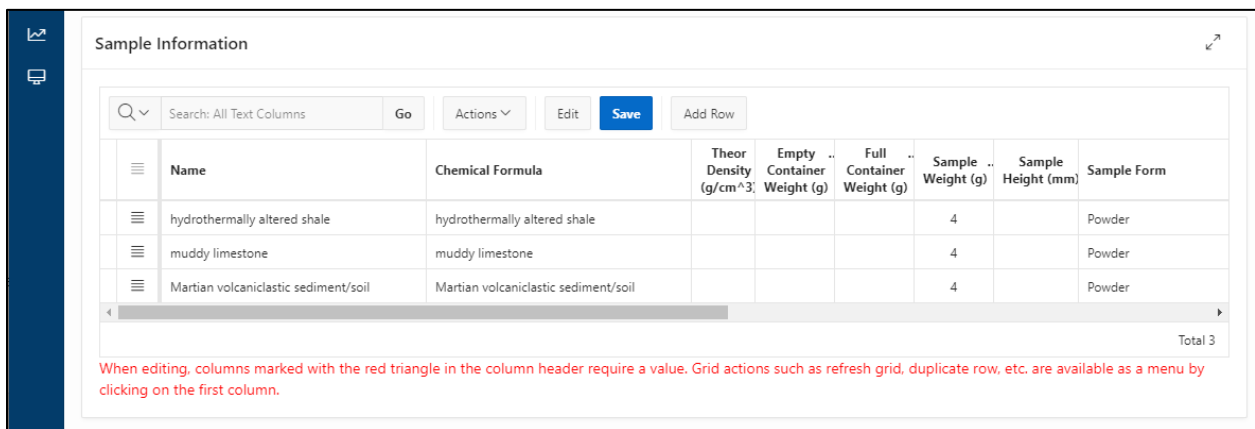 Sample Information
Search: All Text Columns Go Actions Edit Save Add Row
Name Chemical Formula Theor Density (g/cm^3) Empty Container Weight (g) .. Full Container Weight (g) .. Sample Weight (g) .. Sample Height (mm) Sample Form
hydrothermally altered shale hydrothermally altered shale 4 Powder
muddy limestone muddy limestone 4 Powder
Martian volcaniclastic sediment/soil Martian volcaniclastic sediment/soil 4 Powder
Total 3
When editing, columns marked with the red triangle in the column header require a value. Grid actions such as refresh grid, duplicate row, etc. are available as a menu by
clicking on the first column.